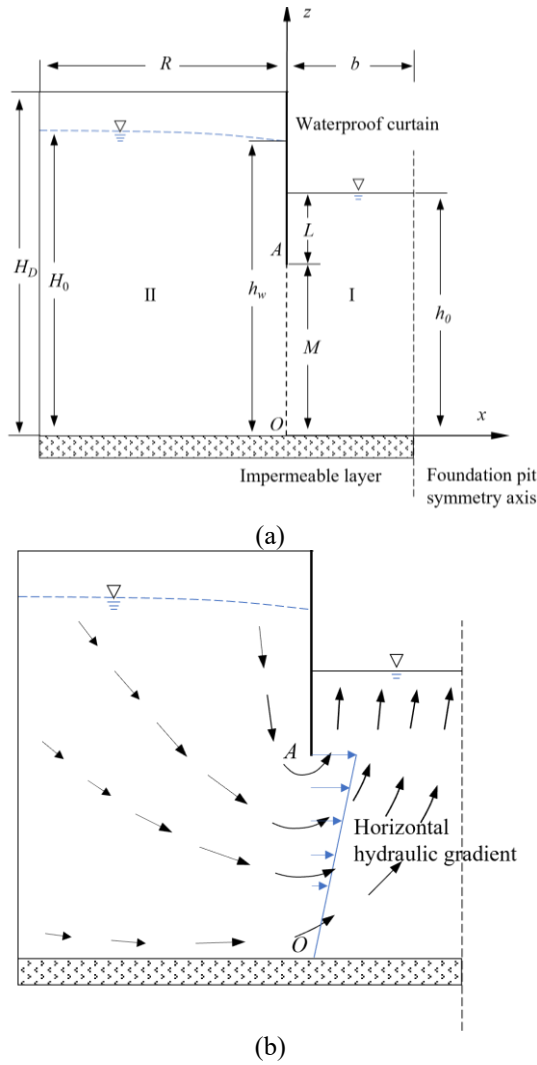 z
R
b
Waterproof curtain
L
A
H_D
H_0
h_w
h_0
II
I
M
O
x
Impermeable layer
Foundation pit
symmetry axis
(a)
A
Horizontal
hydraulic gradient
O
(b)